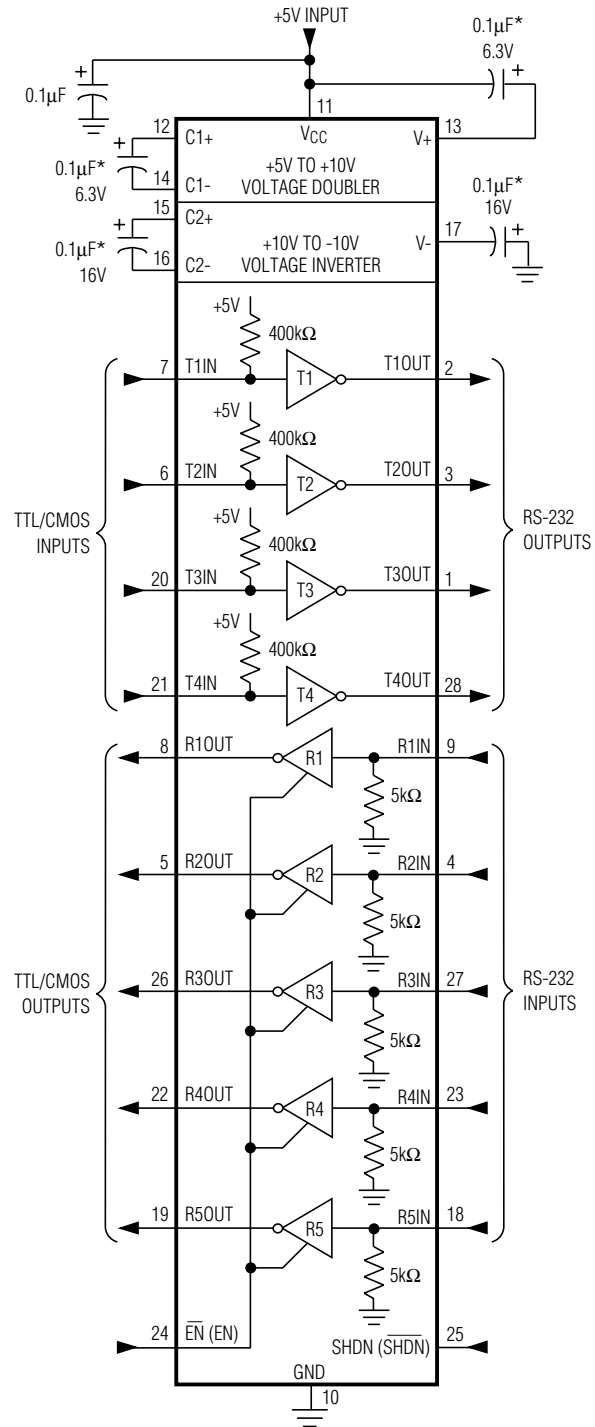 +5V INPUT
0.1µF*
6.3V
+
0.1µF
+
11
12
C1+
VCC
V+
13
+
0.1µF*
6.3V
14
C1-
+5V TO +10V
VOLTAGE DOUBLER
15
C2+
+
0.1µF*
16V
16
C2-
+10V TO -10V
VOLTAGE INVERTER
V-
17
0.1µF*
16V
+
+5V
400kΩ
7
T1IN
T1
T1OUT
2
+5V
400kΩ
6
T2IN
T2
T2OUT
3
TTL/CMOS
INPUTS
RS-232
OUTPUTS
+5V
400kΩ
20
T3IN
T3
T3OUT
1
+5V
400kΩ
21
T4IN
T4
T4OUT
28
8
R1OUT
R1
R1IN
9
5kΩ
5
R2OUT
R2
R2IN
4
5kΩ
TTL/CMOS
OUTPUTS
RS-232
INPUTS
26
R3OUT
R3
R3IN
27
5kΩ
22
R4OUT
R4
R4IN
23
5kΩ
19
R5OUT
R5
R5IN
18
5kΩ
24
E̅N̅ (EN)
SHDN (S̅H̅D̅N̅)
25
GND
10